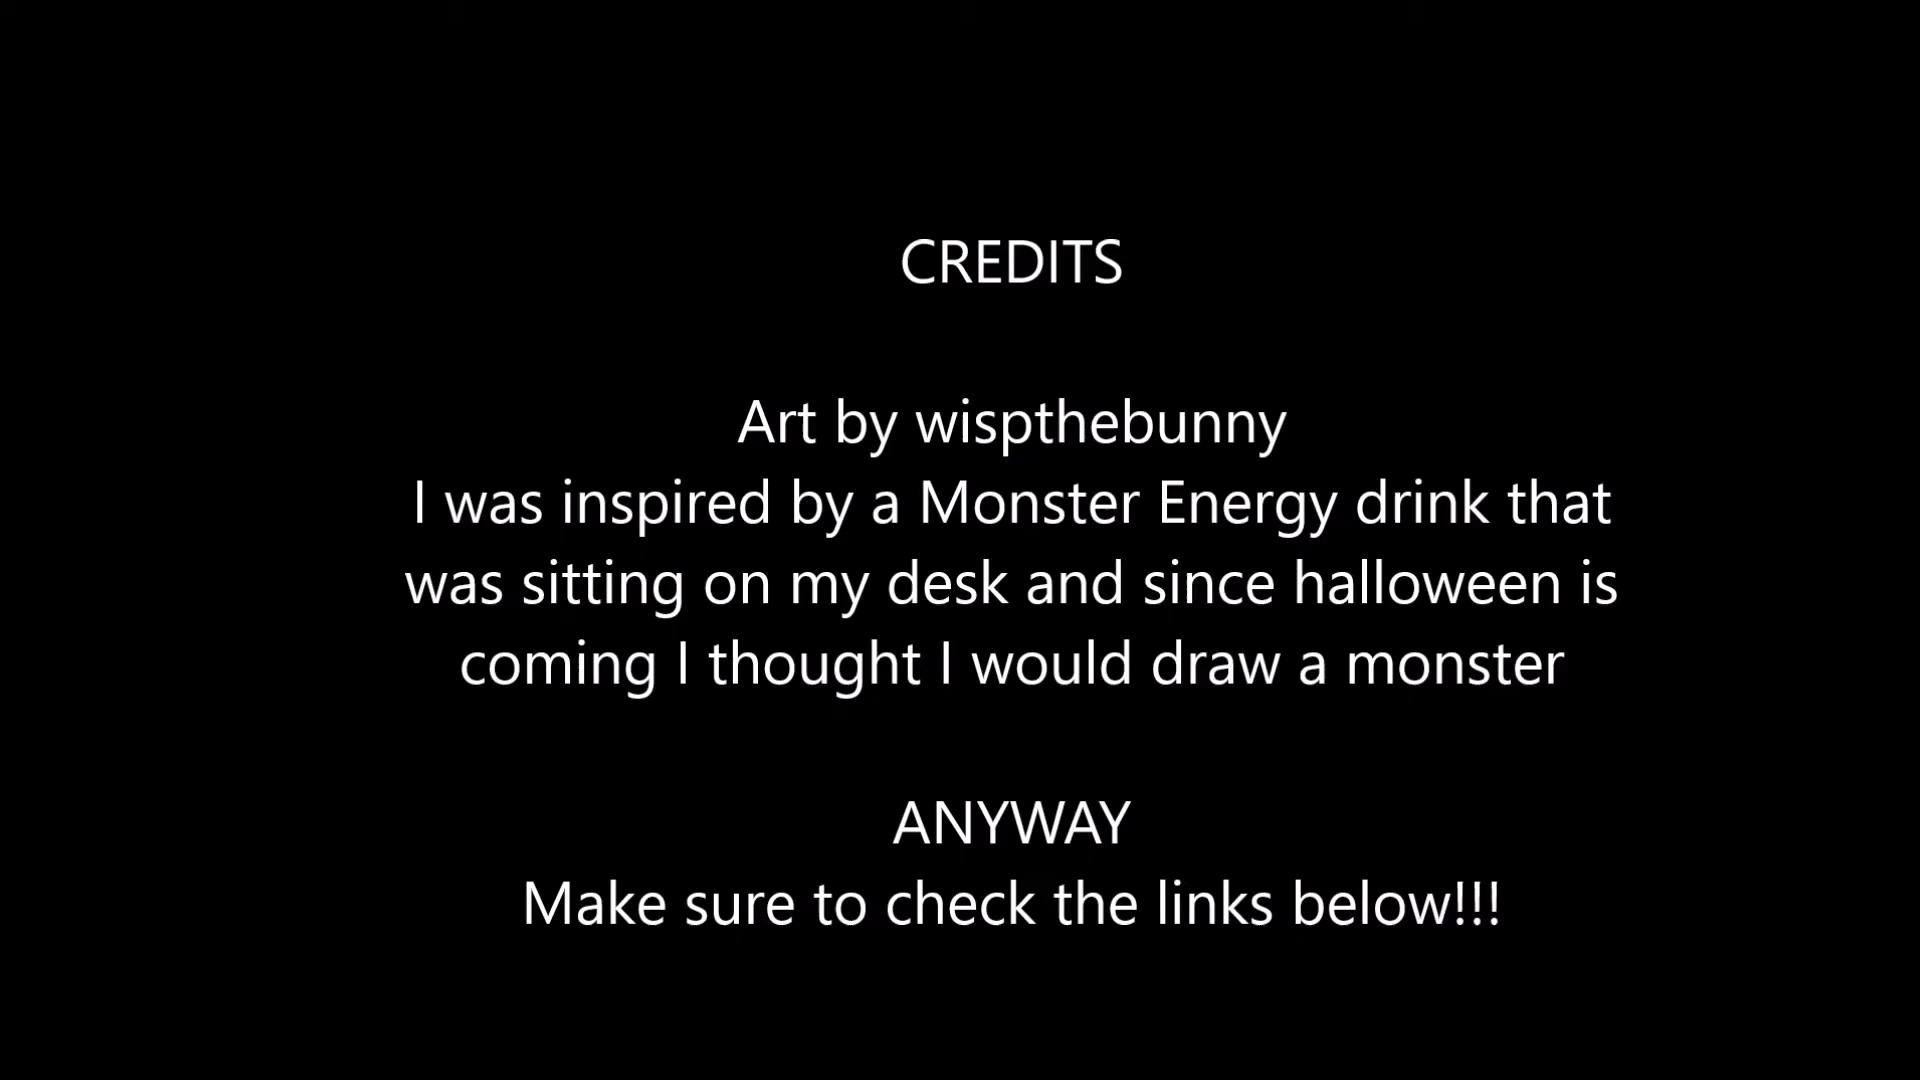 CREDITS
Art by wispthebunny
I was inspired by a Monster Energy drink that
was sitting on my desk and since halloween is
coming I thought I would draw a monster
ANYWAY
Make sure to check the links below!!!